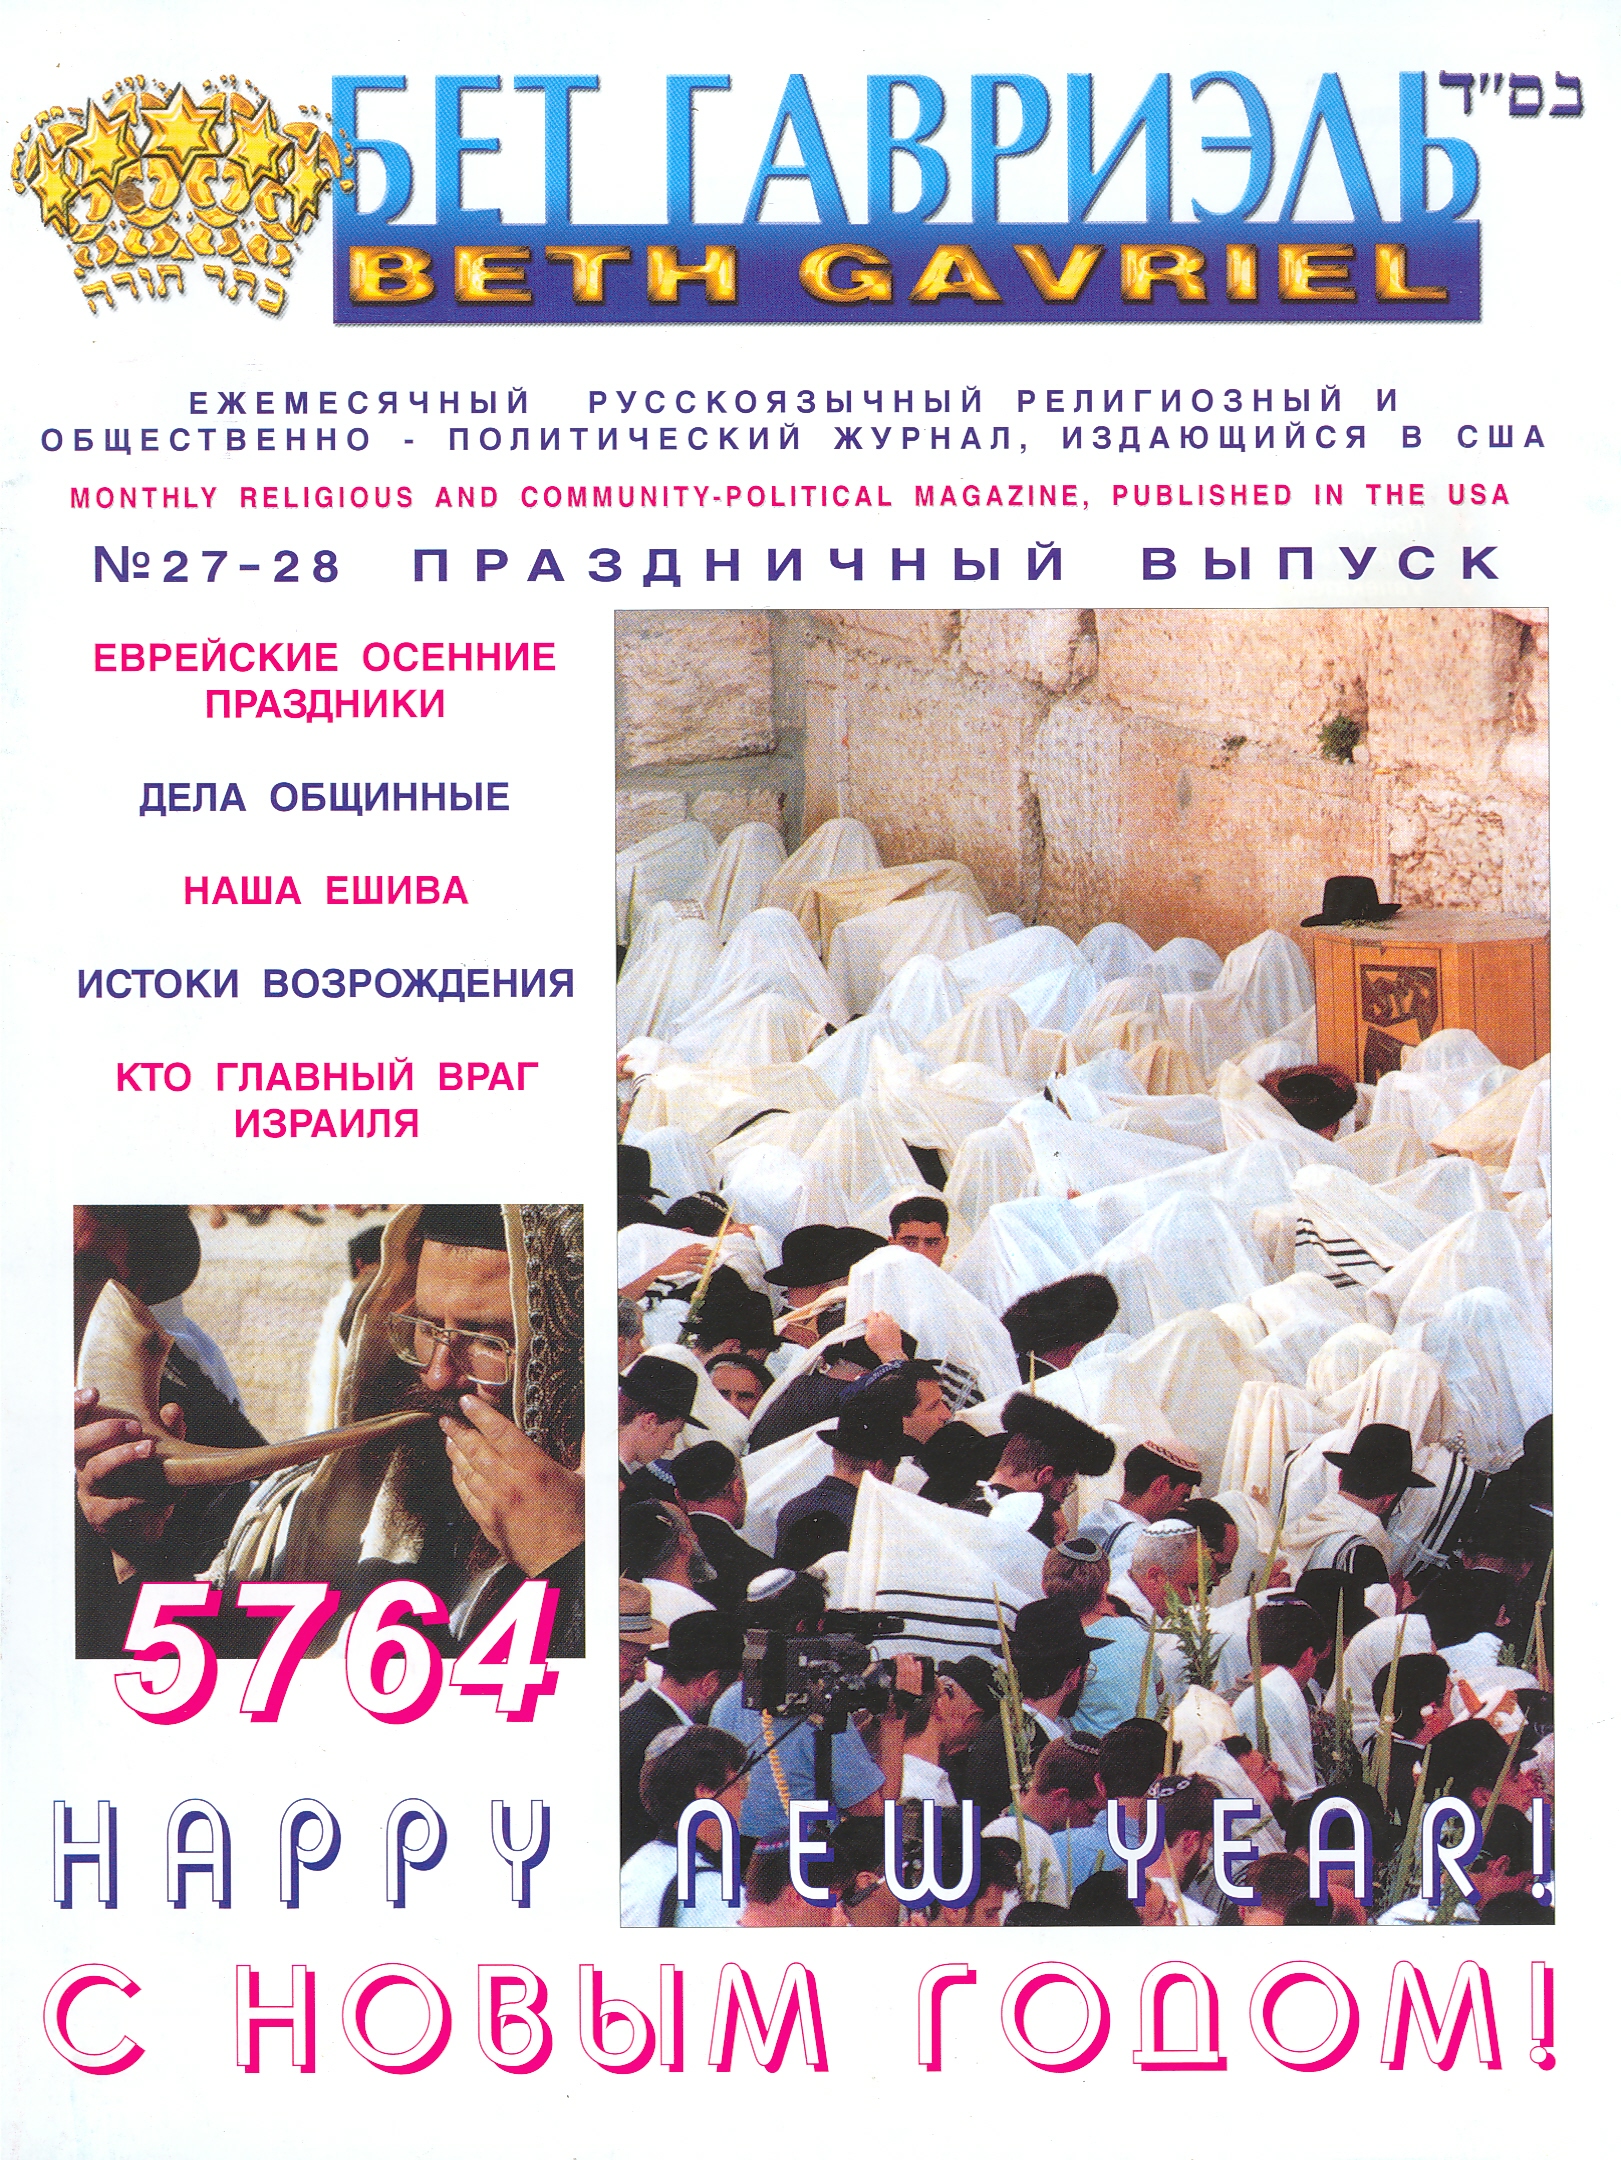 БЕТ ГАВРИЭЛЬ
בס״ד
כתר תורה
BETH GAVRIEL
ЕЖЕМЕСЯЧНЫЙ РУССКОЯЗЫЧНЫЙ РЕЛИГИОЗНЫЙ И
ОБЩЕСТВЕННО - ПОЛИТИЧЕСКИЙ ЖУРНАЛ, ИЗДАЮЩИЙСЯ В США
MONTHLY RELIGIOUS AND COMMUNITY-POLITICAL MAGAZINE, PUBLISHED IN THE USA
№27-28 ПРАЗДНИЧНЫЙ ВЫПУСК
ЕВРЕЙСКИЕ ОСЕННИЕ
ПРАЗДНИКИ
ДЕЛА ОБЩИННЫЕ
НАША ЕШИВА
ИСТОКИ ВОЗРОЖДЕНИЯ
КТО ГЛАВНЫЙ ВРАГ
ИЗРАИЛЯ
5764
HAPPY NEW YEAR!
С НОВЫМ ГОДОМ!